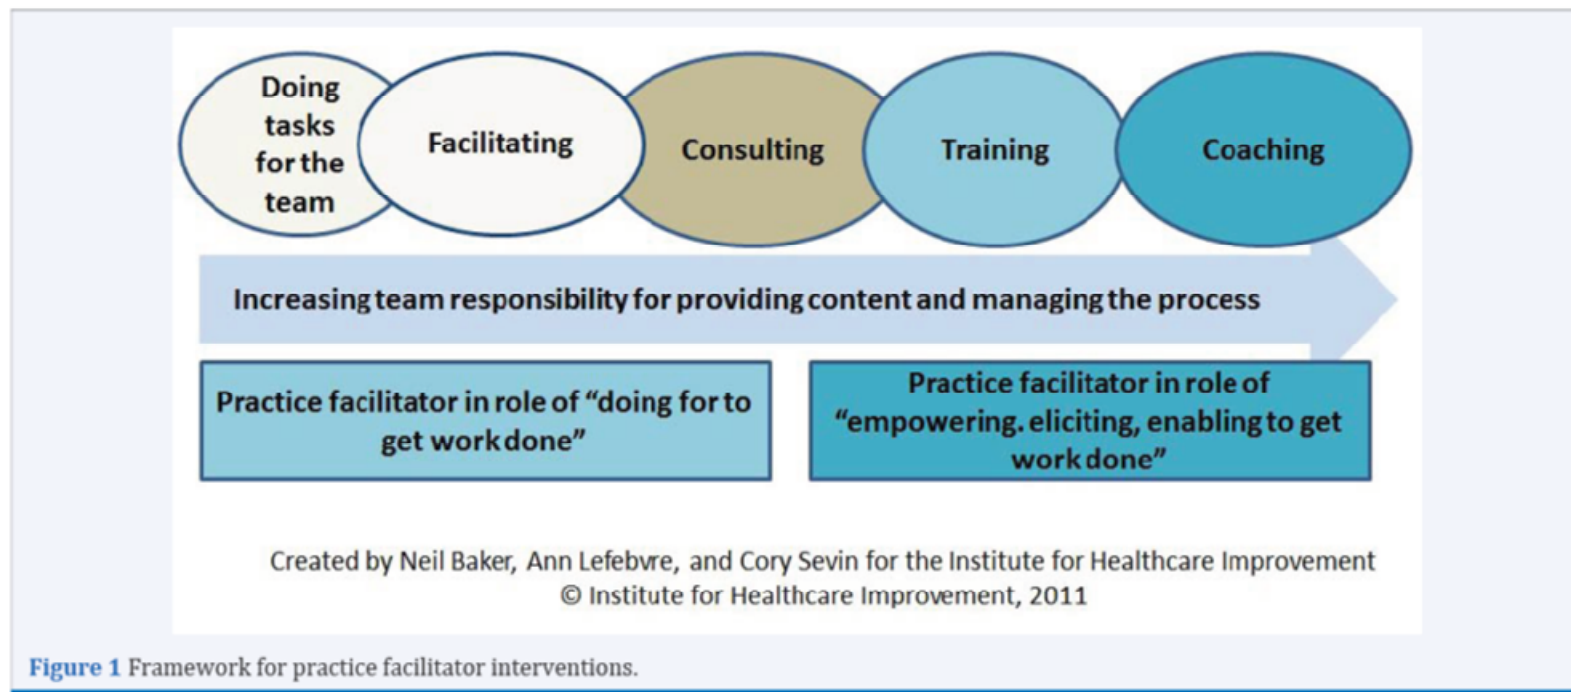 Doing
tasks
for the
team
Facilitating
Consulting
Training
Coaching
Increasing team responsibility for providing content and managing the process
Practice facilitator in role of “doing for to
get work done”
Practice facilitator in role of
“empowering. eliciting, enabling to get
work done”
Created by Neil Baker, Ann Lefebvre, and Cory Sevin for the Institute for Healthcare Improvement
© Institute for Healthcare Improvement, 2011
Figure 1 Framework for practice facilitator interventions.